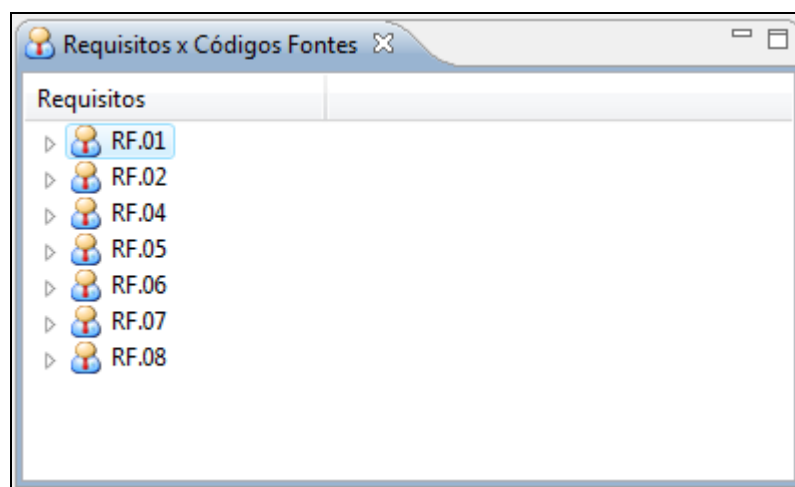 Requisitos x Códigos Fontes
Requisitos
RF.01
RF.02
RF.04
RF.05
RF.06
RF.07
RF.08